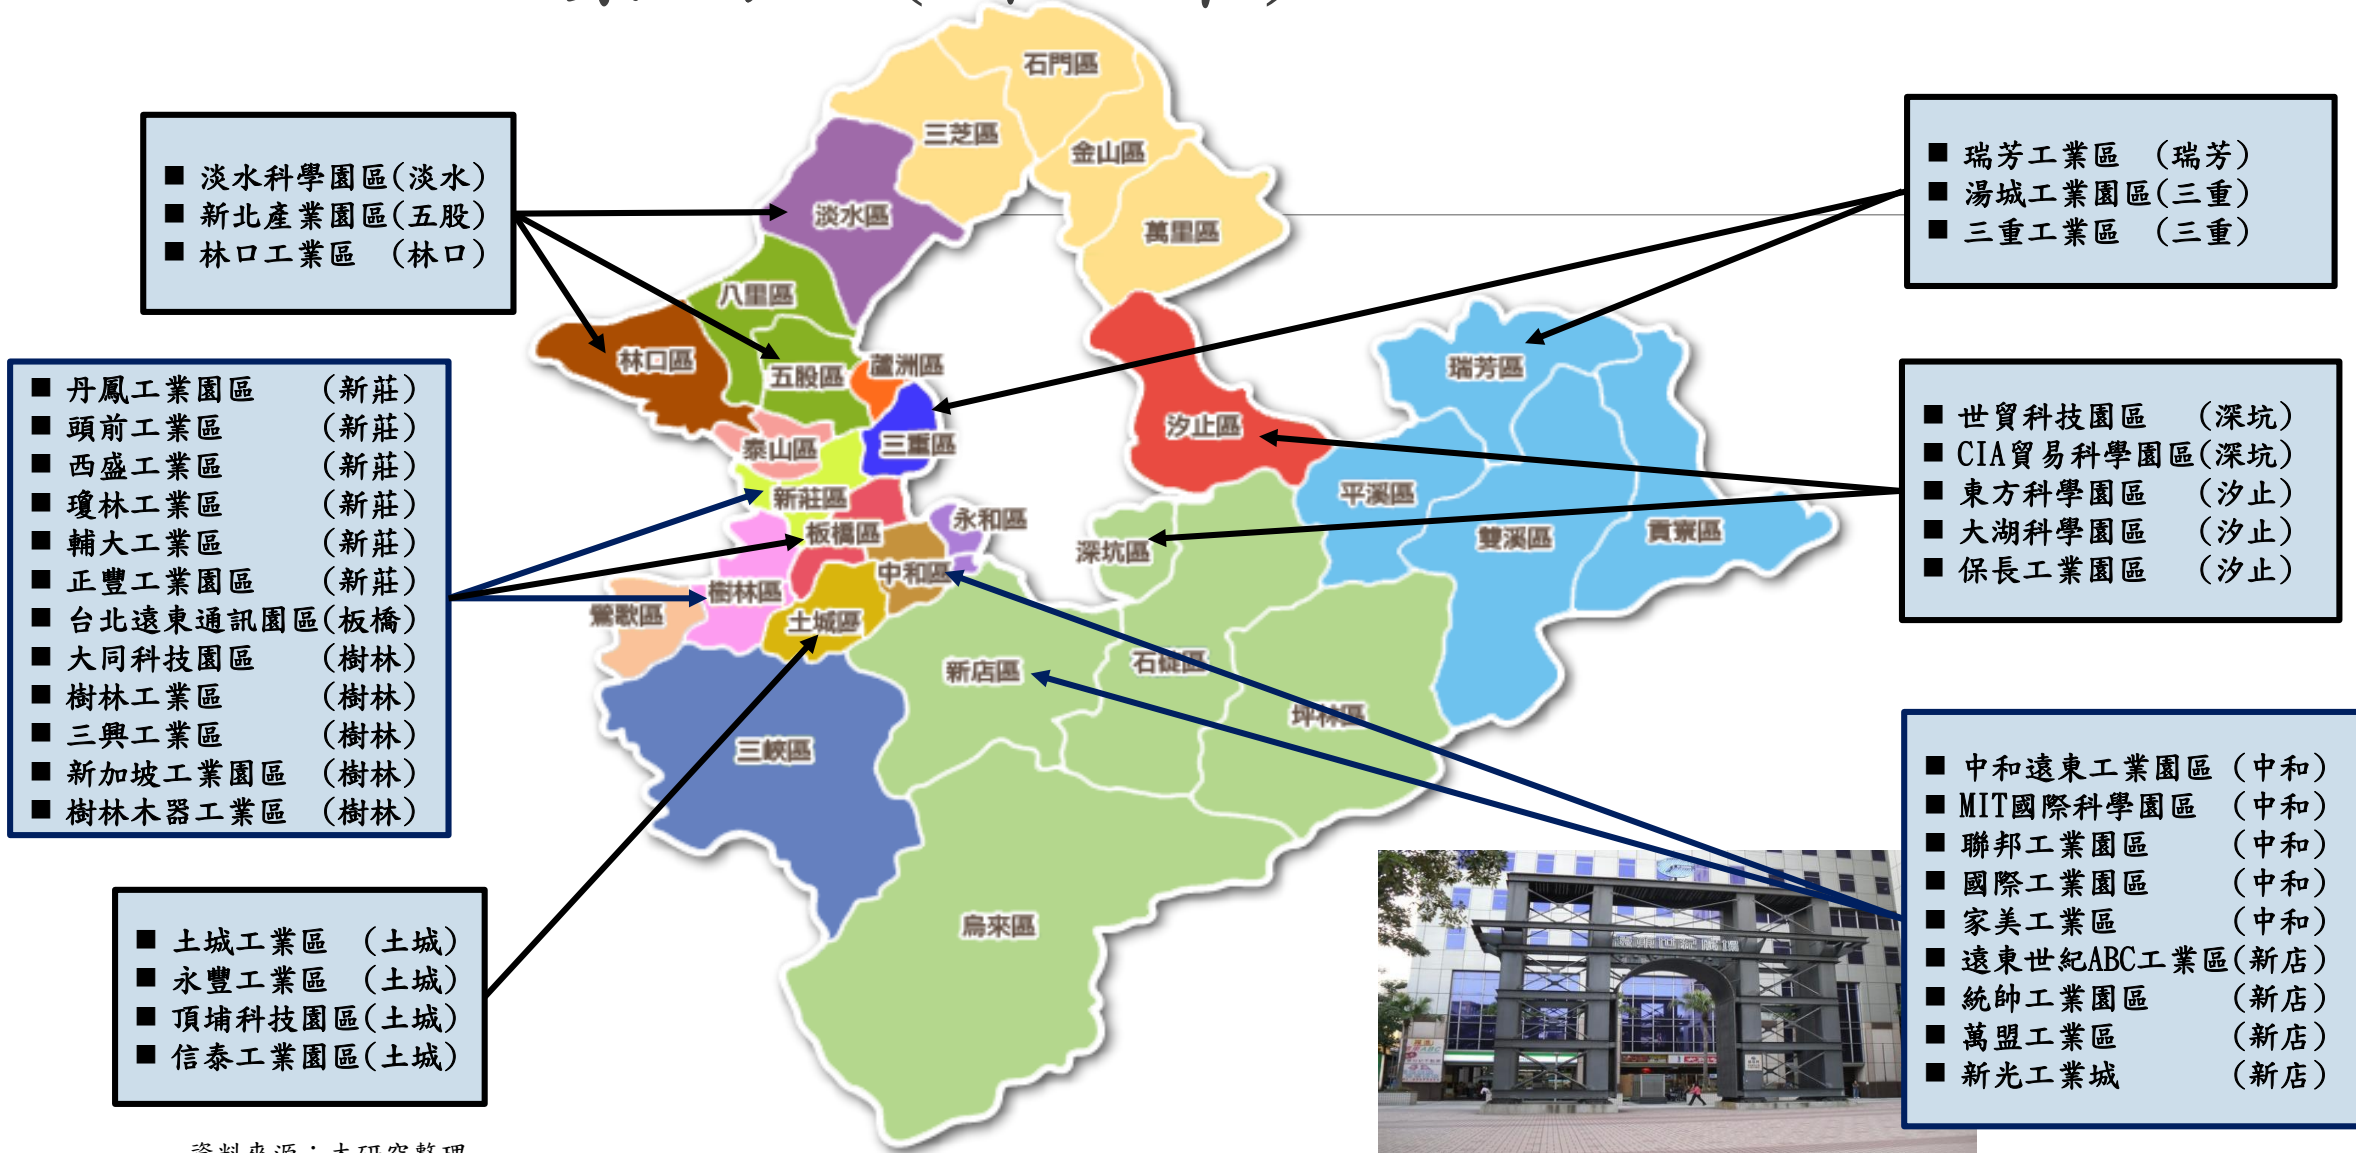 ■ 淡水科學園區(淡水)
■ 新北產業園區(五股)
■ 林口工業區 (林口)
■ 丹鳳工業園區 (新莊)
■ 頭前工業區 (新莊)
■ 西盛工業區 (新莊)
■ 瓊林工業區 (新莊)
■ 輔大工業區 (新莊)
■ 正豐工業園區 (新莊)
■ 台北遠東通訊園區(板橋)
■ 大同科技園區 (樹林)
■ 樹林工業區 (樹林)
■ 三興工業區 (樹林)
■ 新加坡工業園區 (樹林)
■ 樹林木器工業區 (樹林)
■ 土城工業區 (土城)
■ 永豐工業區 (土城)
■ 頂埔科技園區(土城)
■ 信泰工業園區(土城)
石門區
三芝區
金山區
淡水區
萬里區
八里區
林口區
五股區
蘆洲區
瑞芳區
汐止區
泰山區
三重區
新莊區
平溪區
板橋區
永和區
深坑區
雙溪區
貢寮區
中和區
樹林區
鶯歌區
土城區
新店區
石碇區
坪林區
三峽區
烏來區
■ 瑞芳工業區 (瑞芳)
■ 湯城工業園區(三重)
■ 三重工業區 (三重)
■ 世貿科技園區 (深坑)
■ CIA貿易科學園區(深坑)
■ 東方科學園區 (汐止)
■ 大湖科學園區 (汐止)
■ 保長工業園區 (汐止)
■ 中和遠東工業園區 (中和)
■ MIT國際科學園區 (中和)
■ 聯邦工業園區 (中和)
■ 國際工業園區 (中和)
■ 家美工業區 (中和)
■ 遠東世紀ABC工業區(新店)
■ 統帥工業園區 (新店)
■ 萬盟工業區 (新店)
■ 新光工業城 (新店)
資料來源：本研究整理